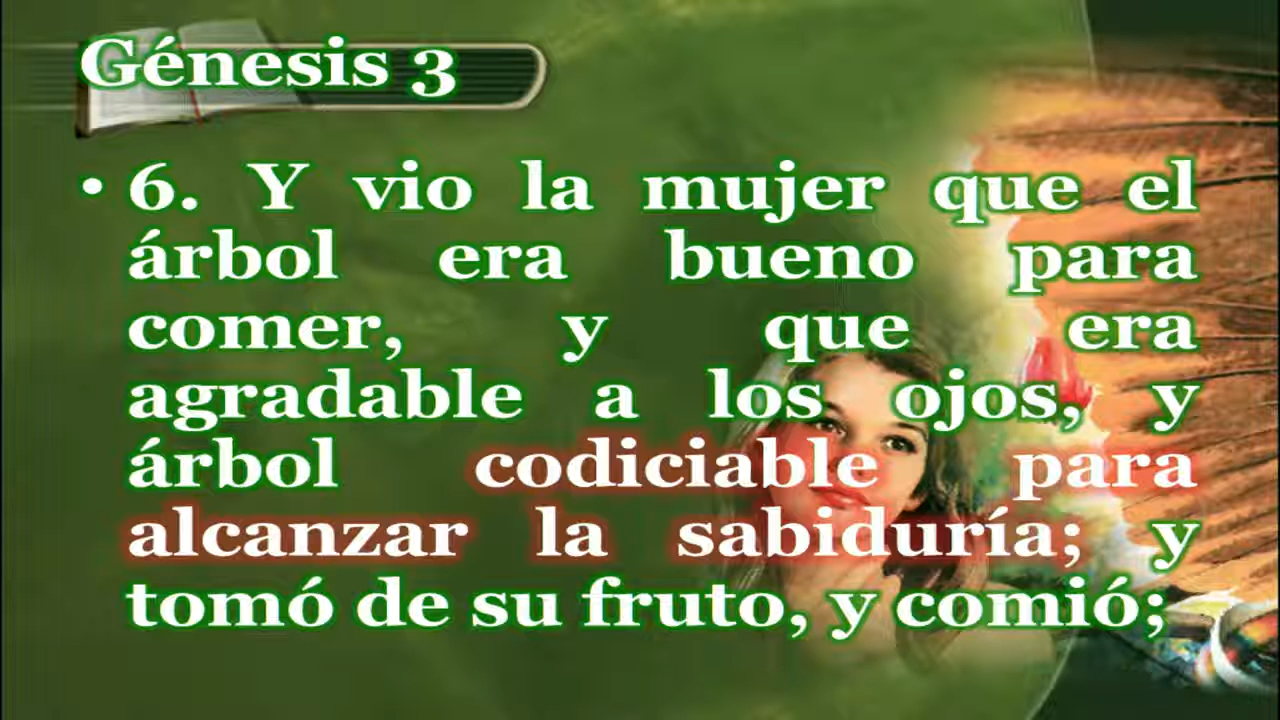 Génesis 3
• 6. Y vio la mujer que el
árbol era bueno para
comer, y que era
agradable a los ojos, y
árbol codiciable para
alcanzar la sabiduría; y
tomó de su fruto, y comió;